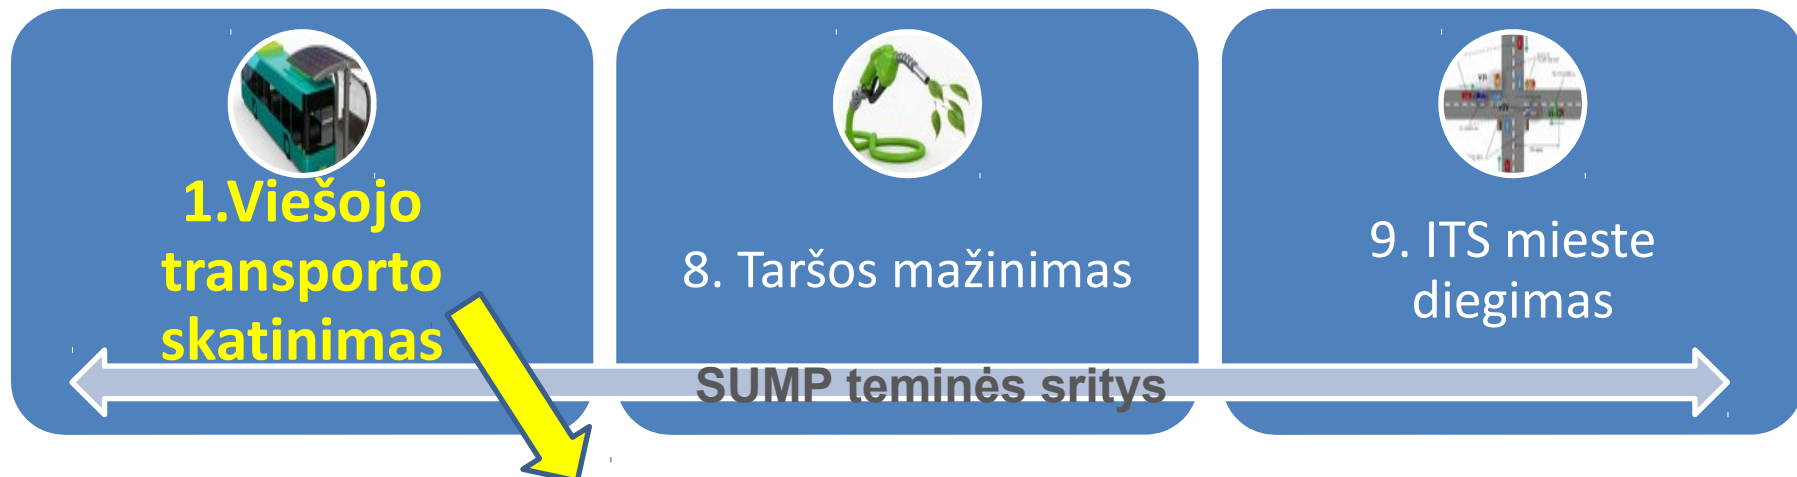 1.Viešojo
transporto
skatinimas
8. Taršos mažinimas
9. ITS mieste
diegimas
SUMP teminės sritys